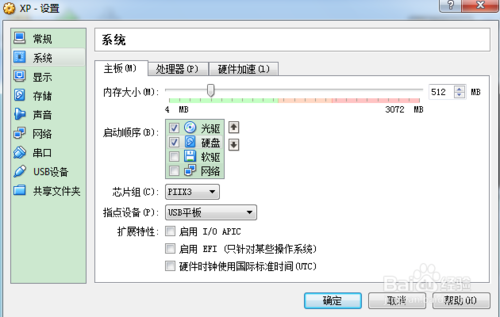 XP - 设置
常规
系统
显示
存储
声音
网络
串口
USB设备
共享文件夹
系统
主板(M) 处理器(P) 硬件加速(l)
内存大小(M): 512 MB
4 MB 3072 MB
启动顺序(B): 光驱
硬盘
软驱
网络
芯片组(C): PIIX3
指点设备(P): USB平板
扩展特性: 启用 I/O APIC
启用 EFI (只针对某些操作系统)
硬件时钟使用国际标准时间(UTC)
Baidu 经验
确定 取消 帮助(H)